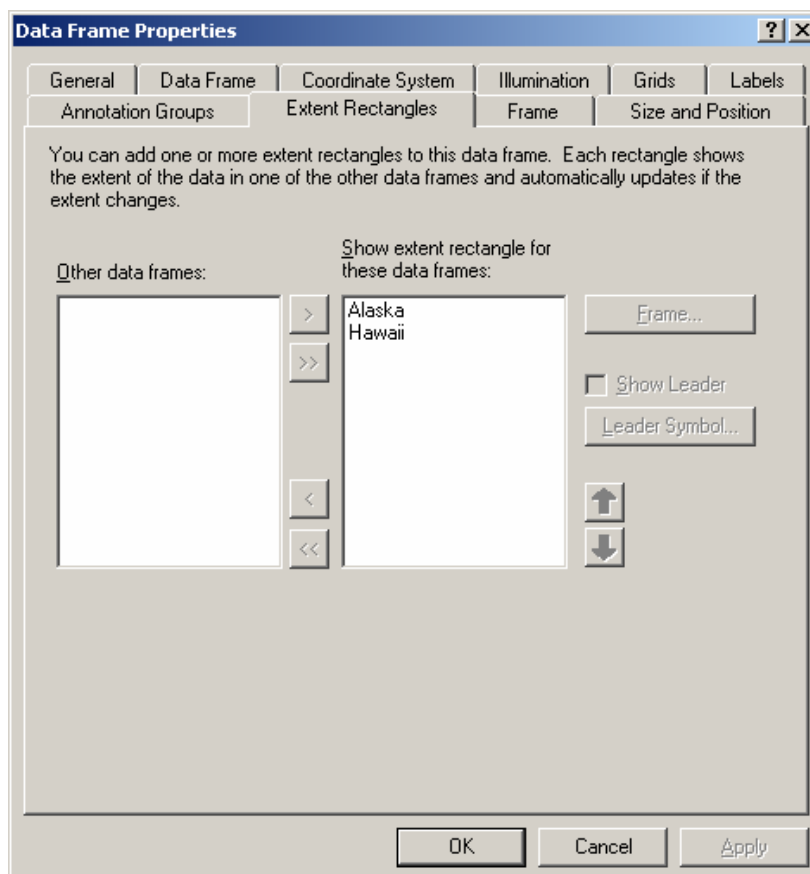 Data Frame Properties
General Data Frame Coordinate System Illumination Grids Labels
Annotation Groups Extent Rectangles Frame Size and Position
You can add one or more extent rectangles to this data frame. Each rectangle shows
the extent of the data in one of the other data frames and automatically updates if the
extent changes.
Other data frames:
Show extent rectangle for
these data frames:
>
>>
<
<<
Alaska
Hawaii
Frame...
Show Leader
Leader Symbol...
OK Cancel Apply